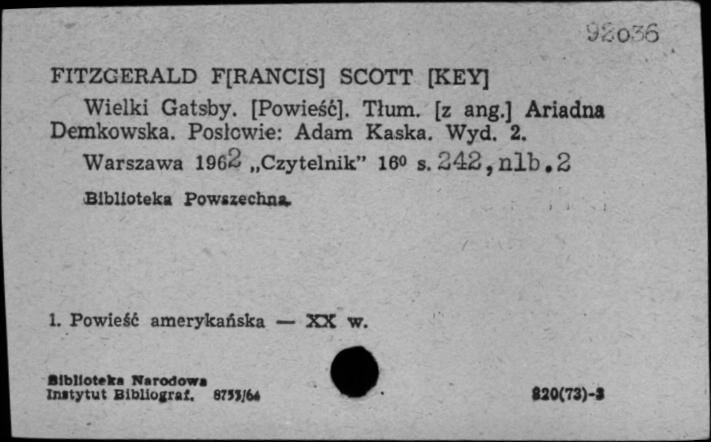 92036
FITZGERALD F[RANCIS] SCOTT [KEY]
Wielki Gatsby. [Powieść]. Tłum. [z ang.] Ariadna
Demkowska. Posłowie: Adam Kaska. Wyd. 2.
Warszawa 1962 „Czytelnik” 16⁰ s. 242, nlb. 2
Biblioteka Powszechna.
1. Powieść amerykańska — XX w.
Biblioteka Narodowa
Instytut Bibliograf. 8753/64
820(73)-3